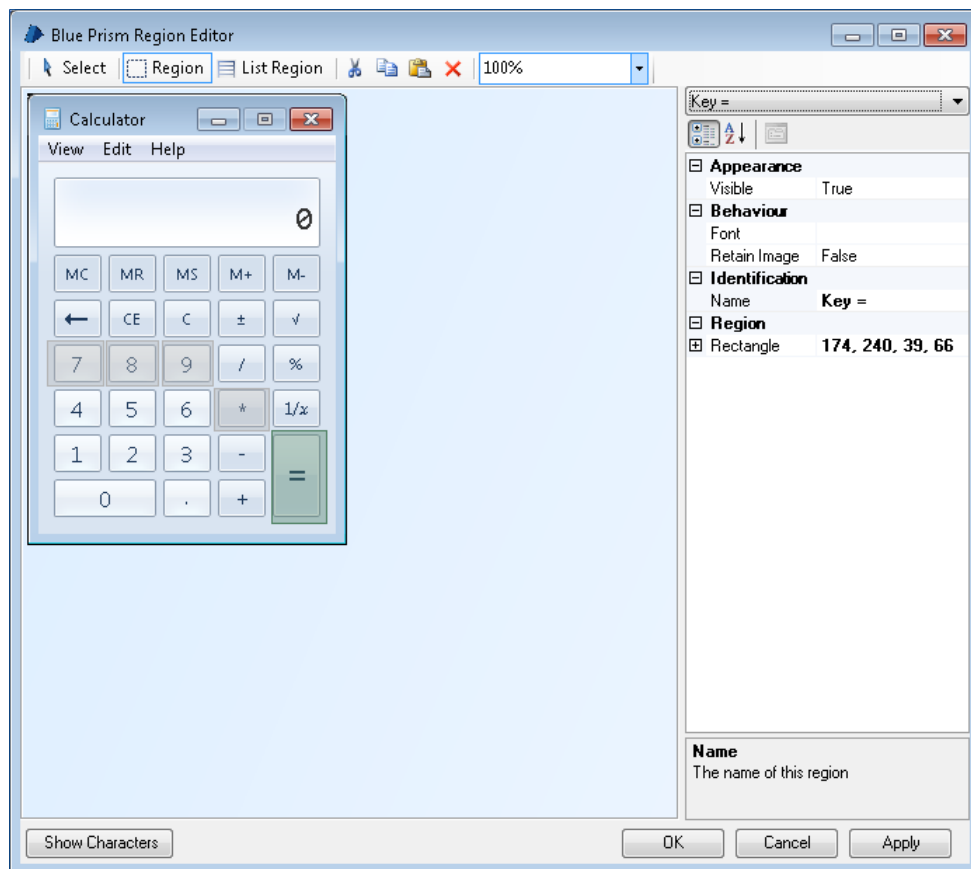 Blue Prism Region Editor
Select Region List Region 100%
Calculator
View Edit Help
0
MC MR MS M+ M-
← CE C ± √
7 8 9 / %
4 5 6 * 1/x
1 2 3 - =
0 . +
Key =
Appearance
Visible True
Behaviour
Font
Retain Image False
Identification
Name Key =
Region
Rectangle 174, 240, 39, 66
Name
The name of this region
Show Characters OK Cancel Apply